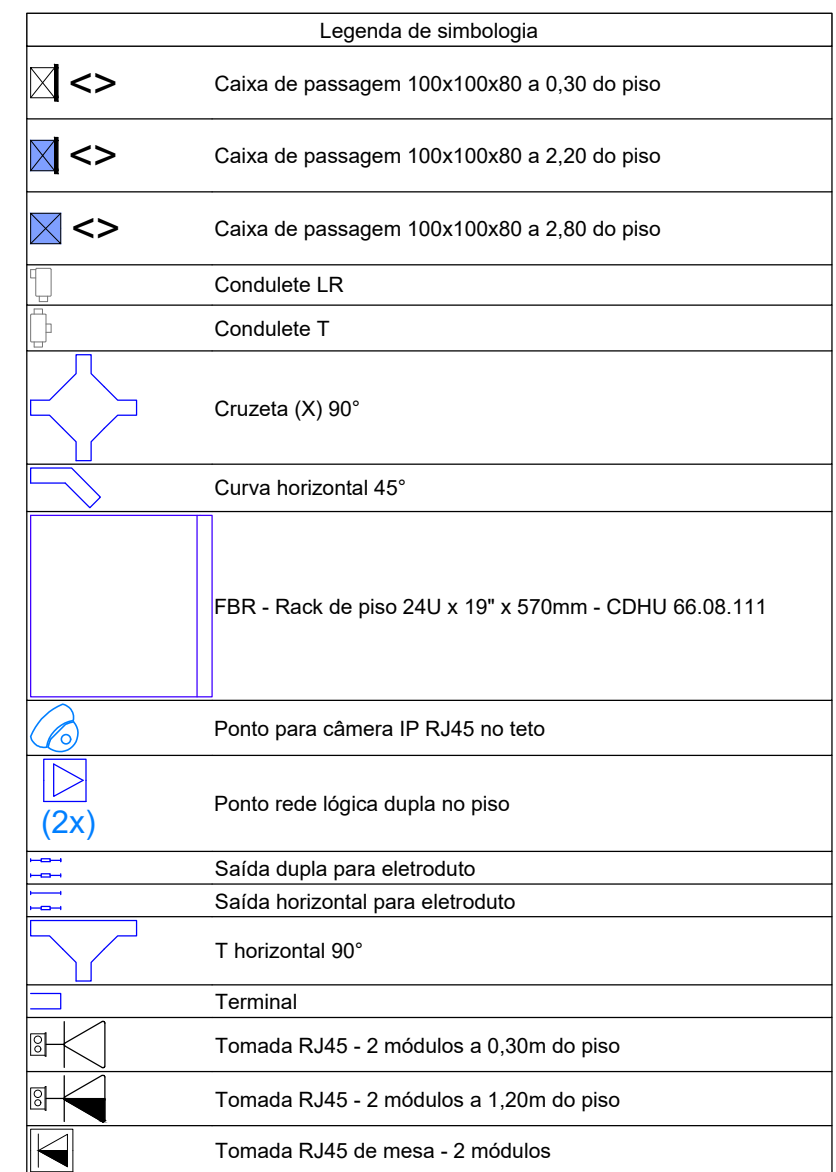 Legenda de simbologia
<> Caixa de passagem 100x100x80 a 0,30 do piso
<> Caixa de passagem 100x100x80 a 2,20 do piso
<> Caixa de passagem 100x100x80 a 2,80 do piso
Condulete LR
Condulete T
Cruzeta (X) 90°
Curva horizontal 45°
FBR - Rack de piso 24U x 19" x 570mm - CDHU 66.08.111
Ponto para câmera IP RJ45 no teto
Ponto rede lógica dupla no piso
(2x)
Saída dupla para eletroduto
Saída horizontal para eletroduto
T horizontal 90°
Terminal
Tomada RJ45 - 2 módulos a 0,30m do piso
Tomada RJ45 - 2 módulos a 1,20m do piso
Tomada RJ45 de mesa - 2 módulos